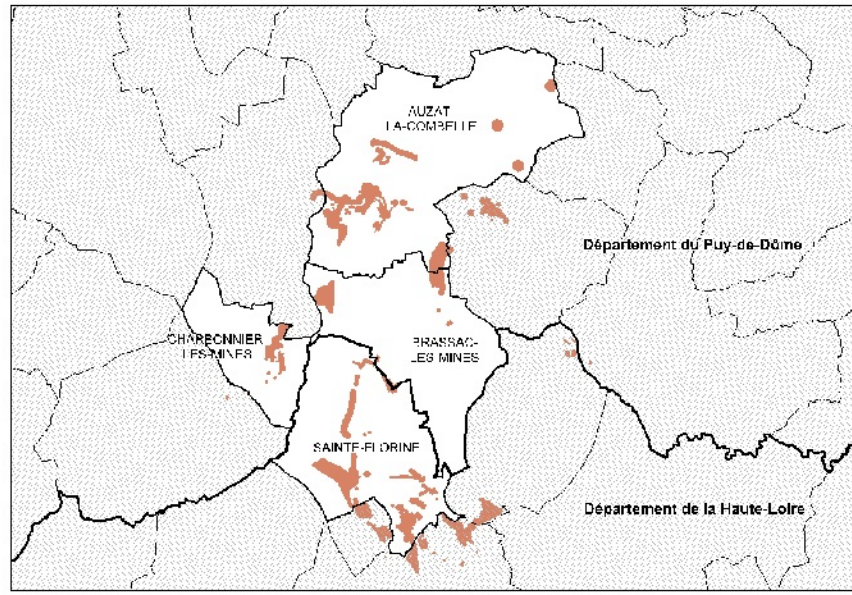 AUZAT
LA-COMBELLE
Département du Puy-de-Dôme
CHARBONNIER
LES-MINES
BRASSAC-
LES MINES
SAINTE-FLORINE
Département de la Haute-Loire